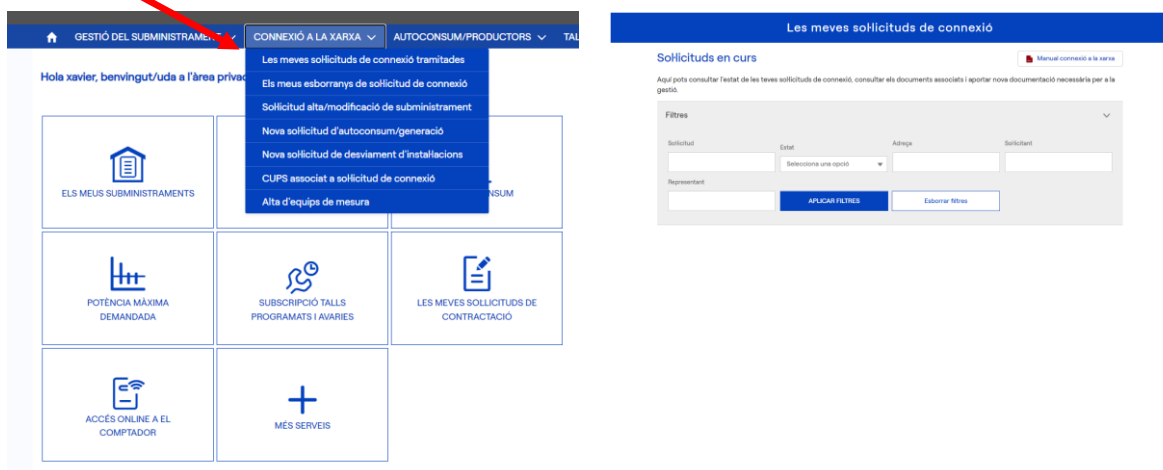 GESTIÓ DEL SUBMINISTRAMENT
CONNEXIÓ A LA XARXA
AUTOCONSUM/PRODUCTORS
Hola xavier, benvingut/uda a l'àrea
Les meves sol·licituds de connexió tramitades
Els meus esborranys de sol·licitud de connexió
Sol·licitud alta/modificació de subministrament
Nova sol·licitud d'autoconsum/generació
Nova sol·licitud de desviament d'instal·lacions
CUPS associat a sol·licitud de connexió
Alta d'equips de mesura
ELS MEUS SUBMINISTRAMENTS
POTÈNCIA MÀXIMA
DEMANDADA
SUBSCRIPCIÓ TALLS
PROGRAMATS I AVARIES
LES MEVES SOL·LICITUDS DE
CONTRACTACIÓ
ACCÉS ONLINE A EL
COMPTADOR
MÉS SERVEIS
Les meves sol·licituds de connexió
Sol·licituds en curs
Manual connexió a la xarxa
Aquí pots consultar l'estat de les teves sol·licituds de connexió, consultar els documents associats i aportar nova documentació necessària per a la
gestió.
Filtres
Sol·licitud
Estat
Adreça
Sol·licitant
Selecciona una opció
Representant
APLICAR FILTRES
Esborrar filtres